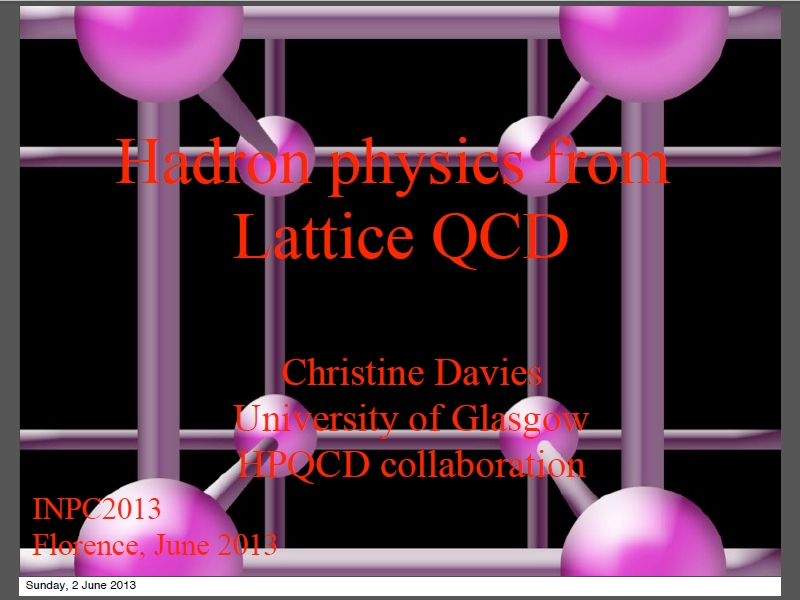 Hadron physics from
Lattice QCD
Christine Davies
University of Glasgow
HPQCD collaboration
INPC2013
Florence, June 2013
Sunday, 2 June 2013